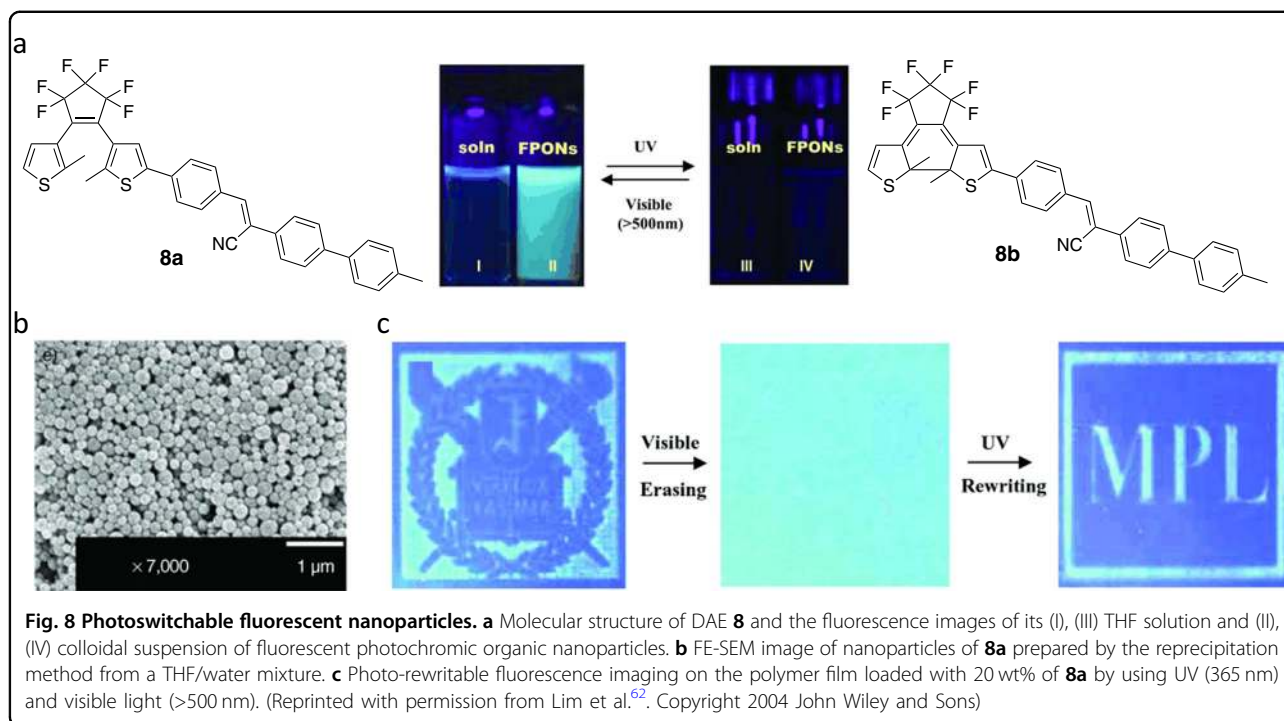 a
F F F F F F
S S
NC
8a
soln FPONs
I II
UV
Visible
(>500nm)
soln FPONs
III IV
F F F F F F
S S
NC
8b
b
e)
× 7,000 1 µm
c
Visible
Erasing
UV
Rewriting
MPL
Fig. 8 Photoswitchable fluorescent nanoparticles. a Molecular structure of DAE 8 and the fluorescence images of its (I), (III) THF solution and (II),
(IV) colloidal suspension of fluorescent photochromic organic nanoparticles. b FE-SEM image of nanoparticles of 8a prepared by the reprecipitation
method from a THF/water mixture. c Photo-rewritable fluorescence imaging on the polymer film loaded with 20 wt% of 8a by using UV (365 nm)
and visible light (>500 nm). (Reprinted with permission from Lim et al.62. Copyright 2004 John Wiley and Sons)